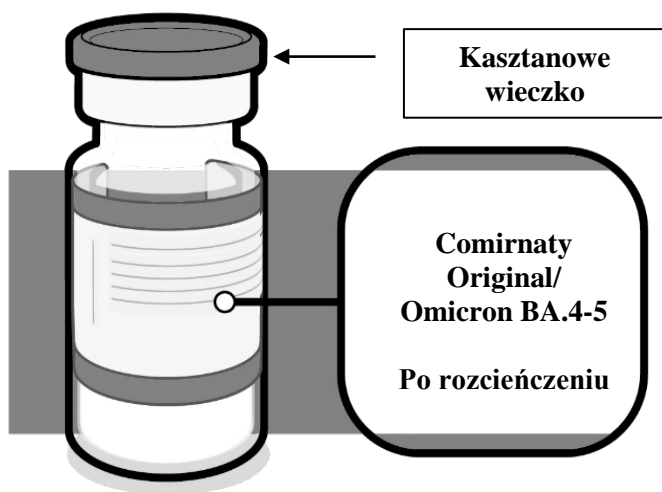 Kasztanowe
wieczko
Comirnaty
Original/
Omicron BA.4-5
Po rozcieńczeniu